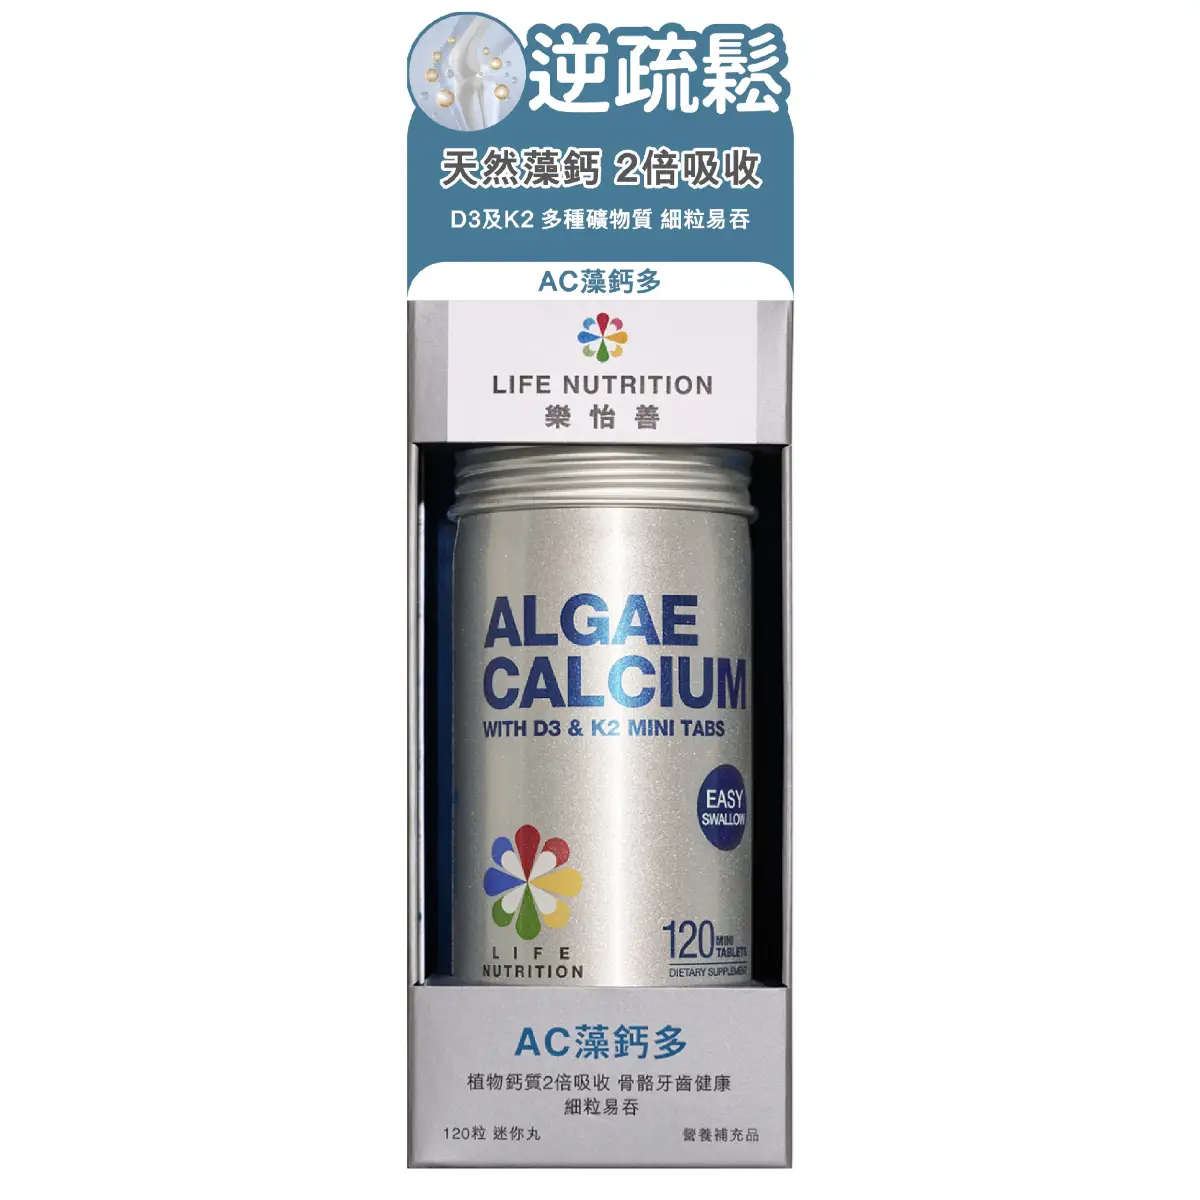 逆疏鬆
天然藻鈣 2倍吸收
D3及K2 多種礦物質 細粒易吞
AC藻鈣多
LIFE NUTRITION
樂怡善
ALGAE
CALCIUM
WITH D3 & K2 MINI TABS
EASY
SWALLOW
120 MINI
TABLETS
DIETARY SUPPLEMENT
LIFE
NUTRITION
AC藻鈣多
植物鈣質2倍吸收 骨骼牙齒健康
細粒易吞
120粒 迷你丸
營養補充品